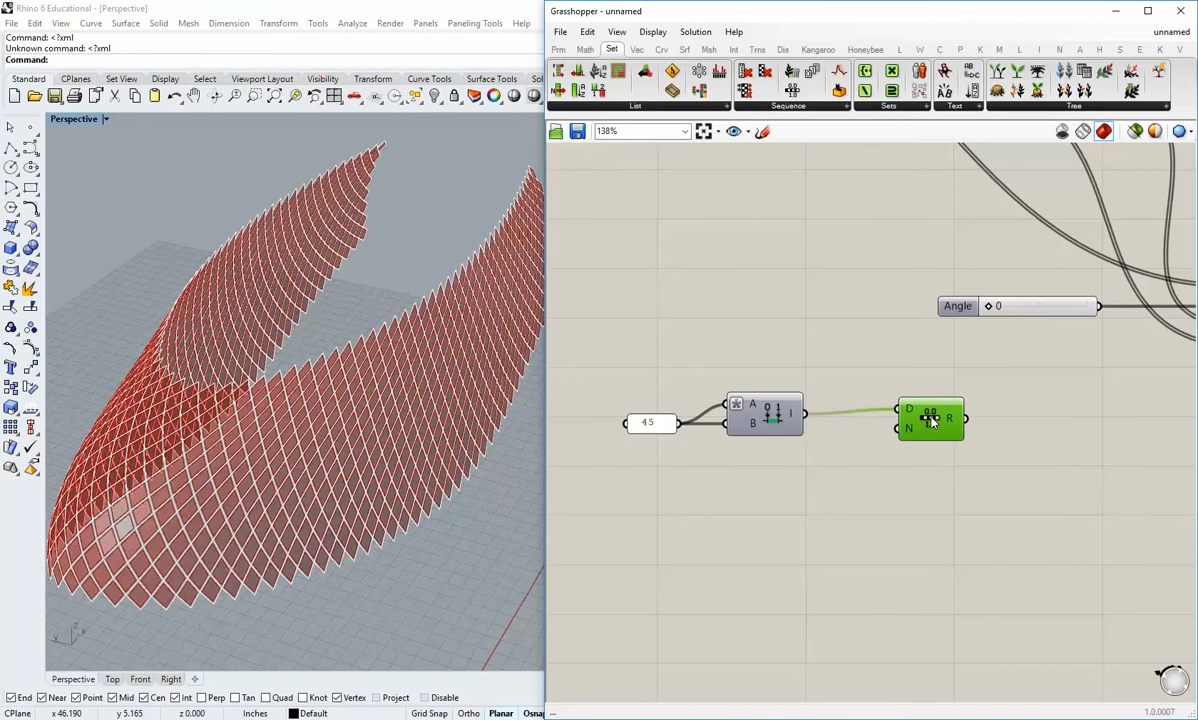 Rhino 6 Educational - [Perspective]
File Edit View Curve Surface Solid Mesh Dimension Transform Tools Analyze Render Panels Paneling Tools Help
Command: <?xml
Unknown command: <?xml
Command:
Standard CPlanes Set View Display Select Viewport Layout Visibility Transform Curve Tools Surface Tools Sol
Perspective
z
y x
Perspective Top Front Right
End Near Point Mid Cen Int Perp Tan Quad Knot Vertex Project Disable
CPlane x 46.190 y 5.165 z 0.000 Inches Default Grid Snap Ortho Planar Osnap
Grasshopper - unnamed
File Edit View Display Solution Help unnamed
Prm Math Set Vec Crv Srf Msh Int Trns Dis Kangaroo Honeybee L W C P M L I N A H S V T
List Sequence Sets Text Tree
138%
Angle 0
45
A
B
0 1
I
D
N
R
1.0.0007